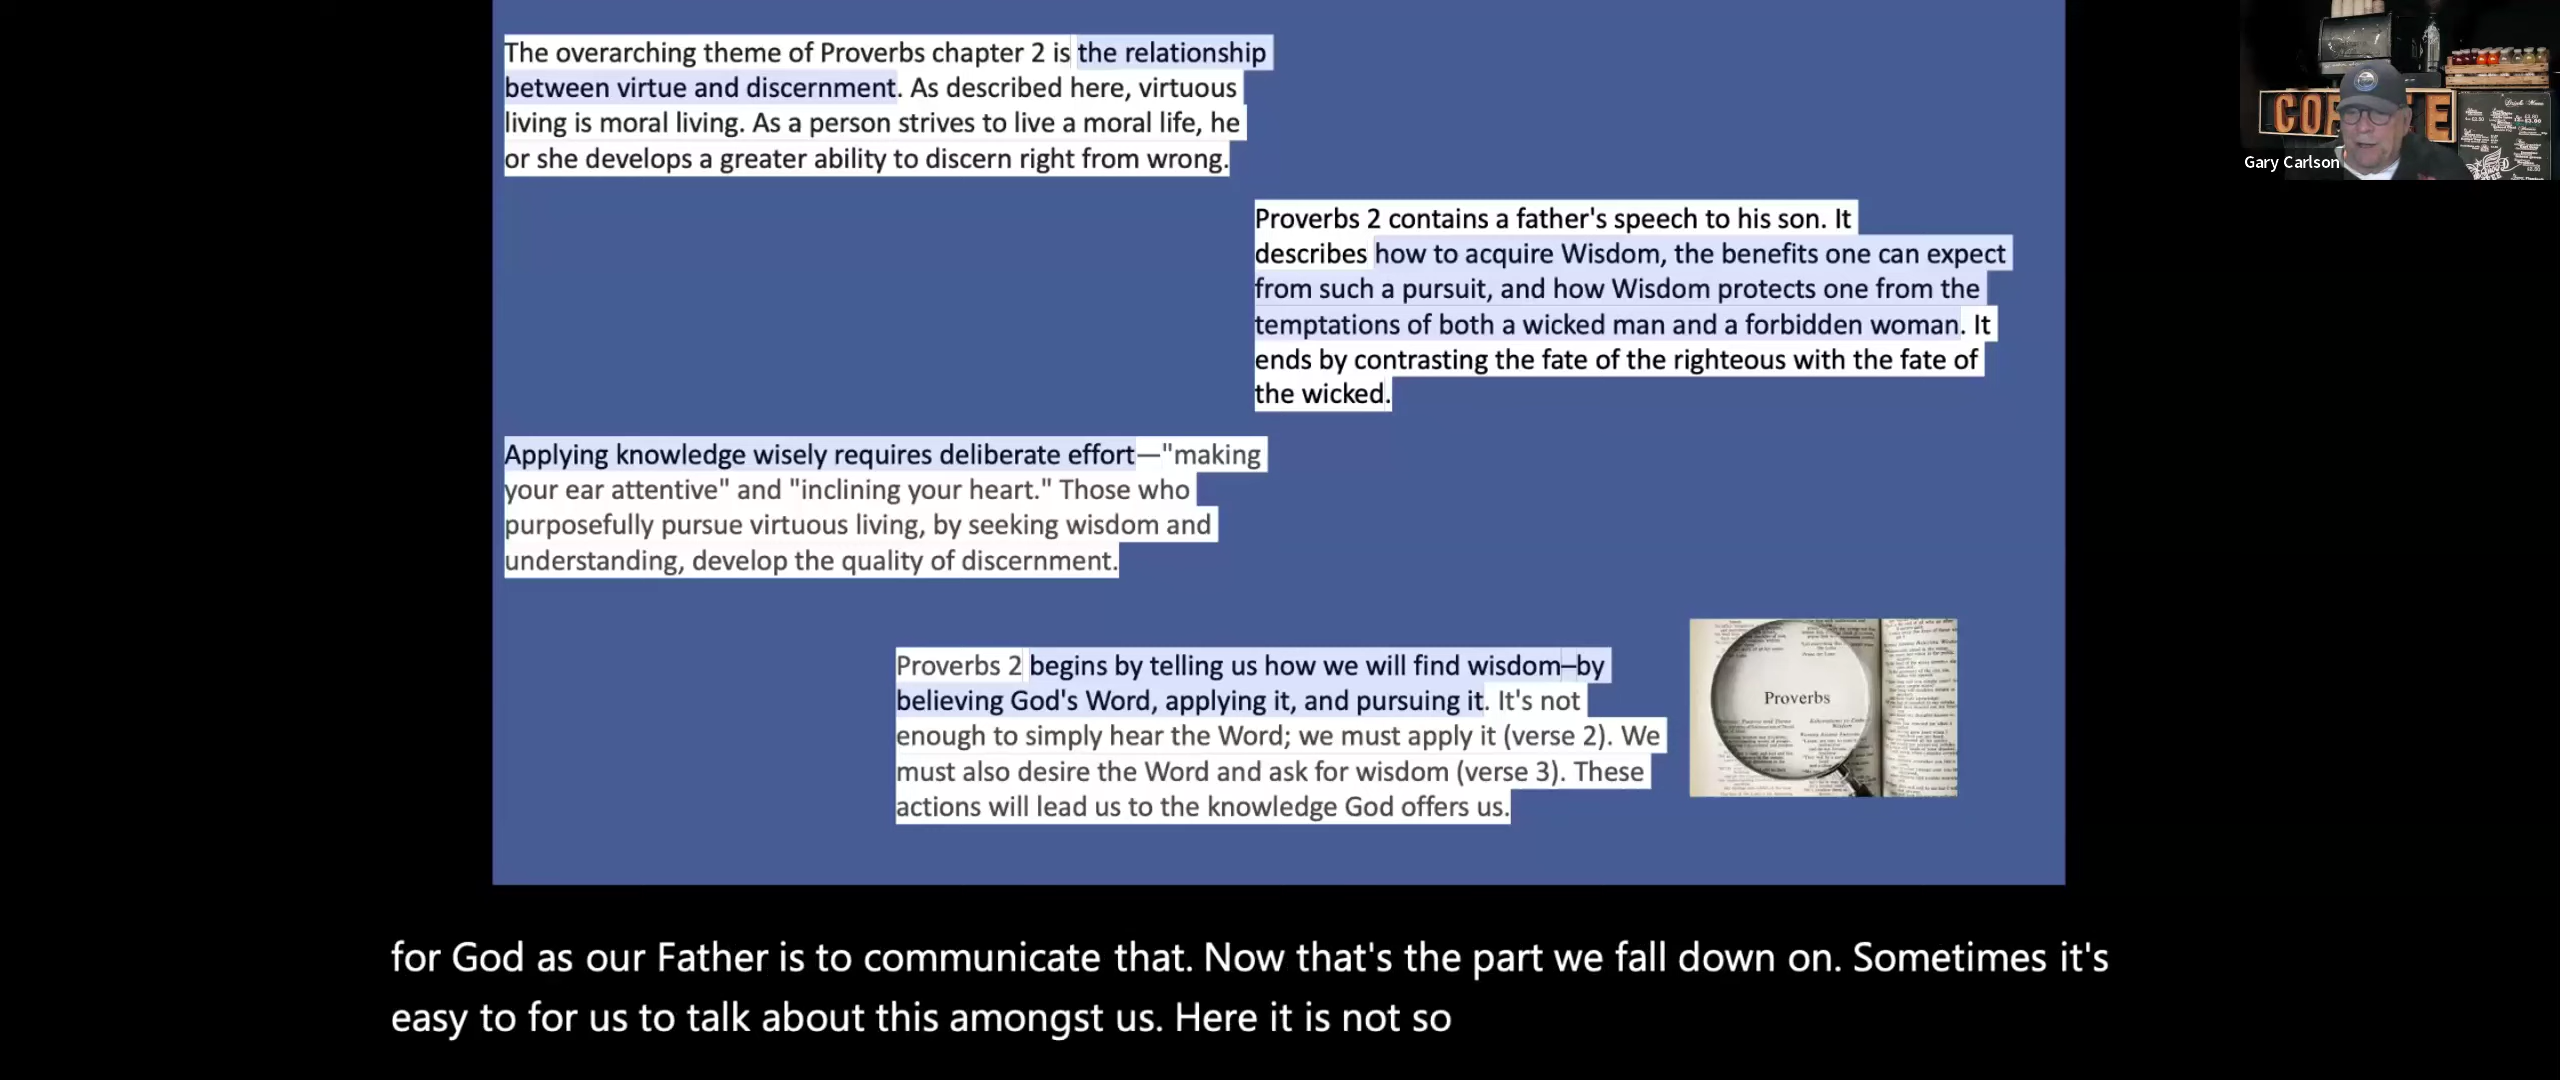 The overarching theme of Proverbs chapter 2 is the relationship
between virtue and discernment. As described here, virtuous
living is moral living. As a person strives to live a moral life, he
or she develops a greater ability to discern right from wrong.
Proverbs 2 contains a father's speech to his son. It
describes how to acquire Wisdom, the benefits one can expect
from such a pursuit, and how Wisdom protects one from the
temptations of both a wicked man and a forbidden woman. It
ends by contrasting the fate of the righteous with the fate of
the wicked.
Applying knowledge wisely requires deliberate effort—"making
your ear attentive" and "inclining your heart." Those who
purposefully pursue virtuous living, by seeking wisdom and
understanding, develop the quality of discernment.
Proverbs 2 begins by telling us how we will find wisdom–by
believing God's Word, applying it, and pursuing it. It's not
enough to simply hear the Word; we must apply it (verse 2). We
must also desire the Word and ask for wisdom (verse 3). These
actions will lead us to the knowledge God offers us.
Proverbs
Gary Carlson
for God as our Father is to communicate that. Now that's the part we fall down on. Sometimes it's
easy to for us to talk about this amongst us. Here it is not so